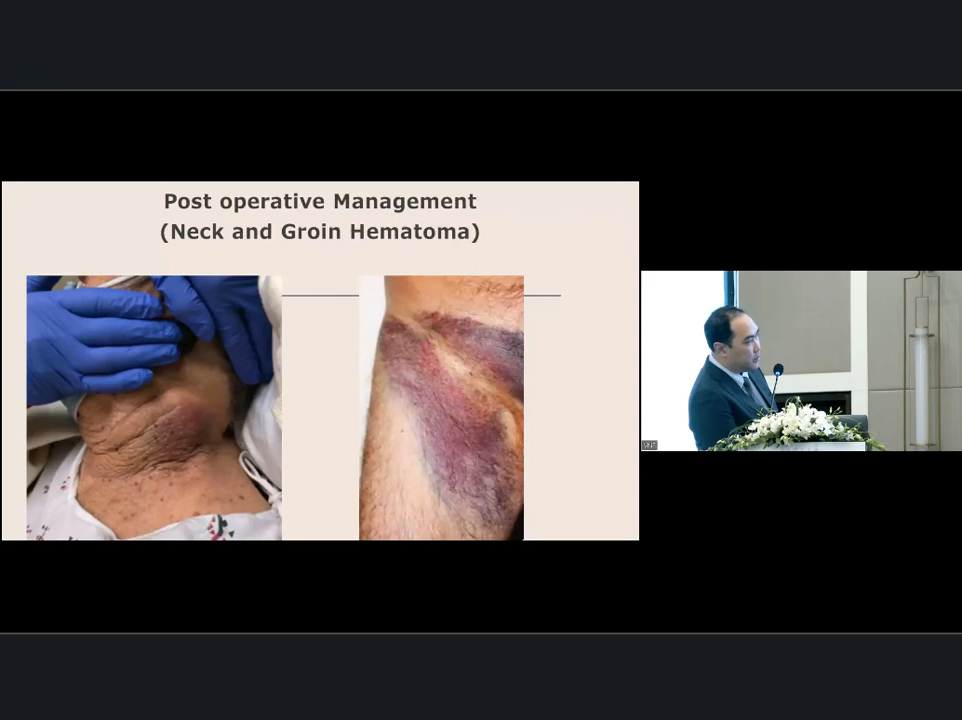 Post operative Management
(Neck and Groin Hematoma)